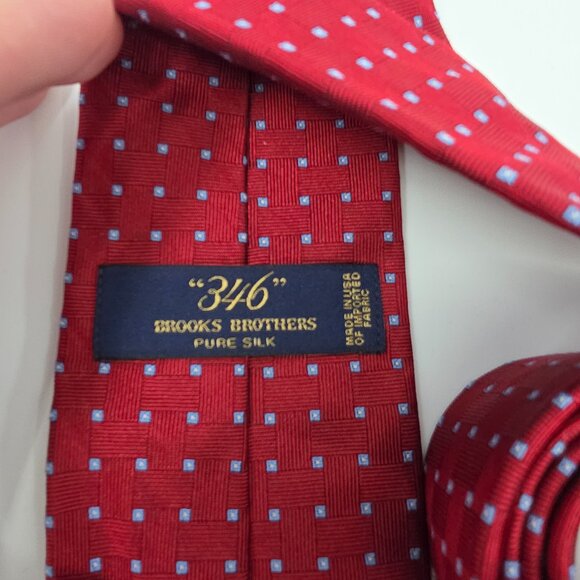 "346"
BROOKS BROTHERS
PURE SILK
MADE IN USA
OF IMPORTED
FABRIC